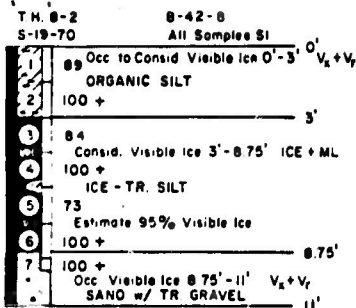 T.H. 8-2 8-42-8
5-19-70 All Samples SI
0'
1 89 Occ to Consid Visible Ice 0'-3' Vx+Vr
ORGANIC SILT
2 100 +
3'
3 84
Consid. Visible Ice 3'-8.75' ICE + ML
4 100 +
ICE - TR. SILT
5 73
Estimate 95% Visible Ice
6 100 +
8.75'
7 100 +
Occ Visible Ice 8 75'-11' Vx+Vr
SAND w/ TR GRAVEL
11'